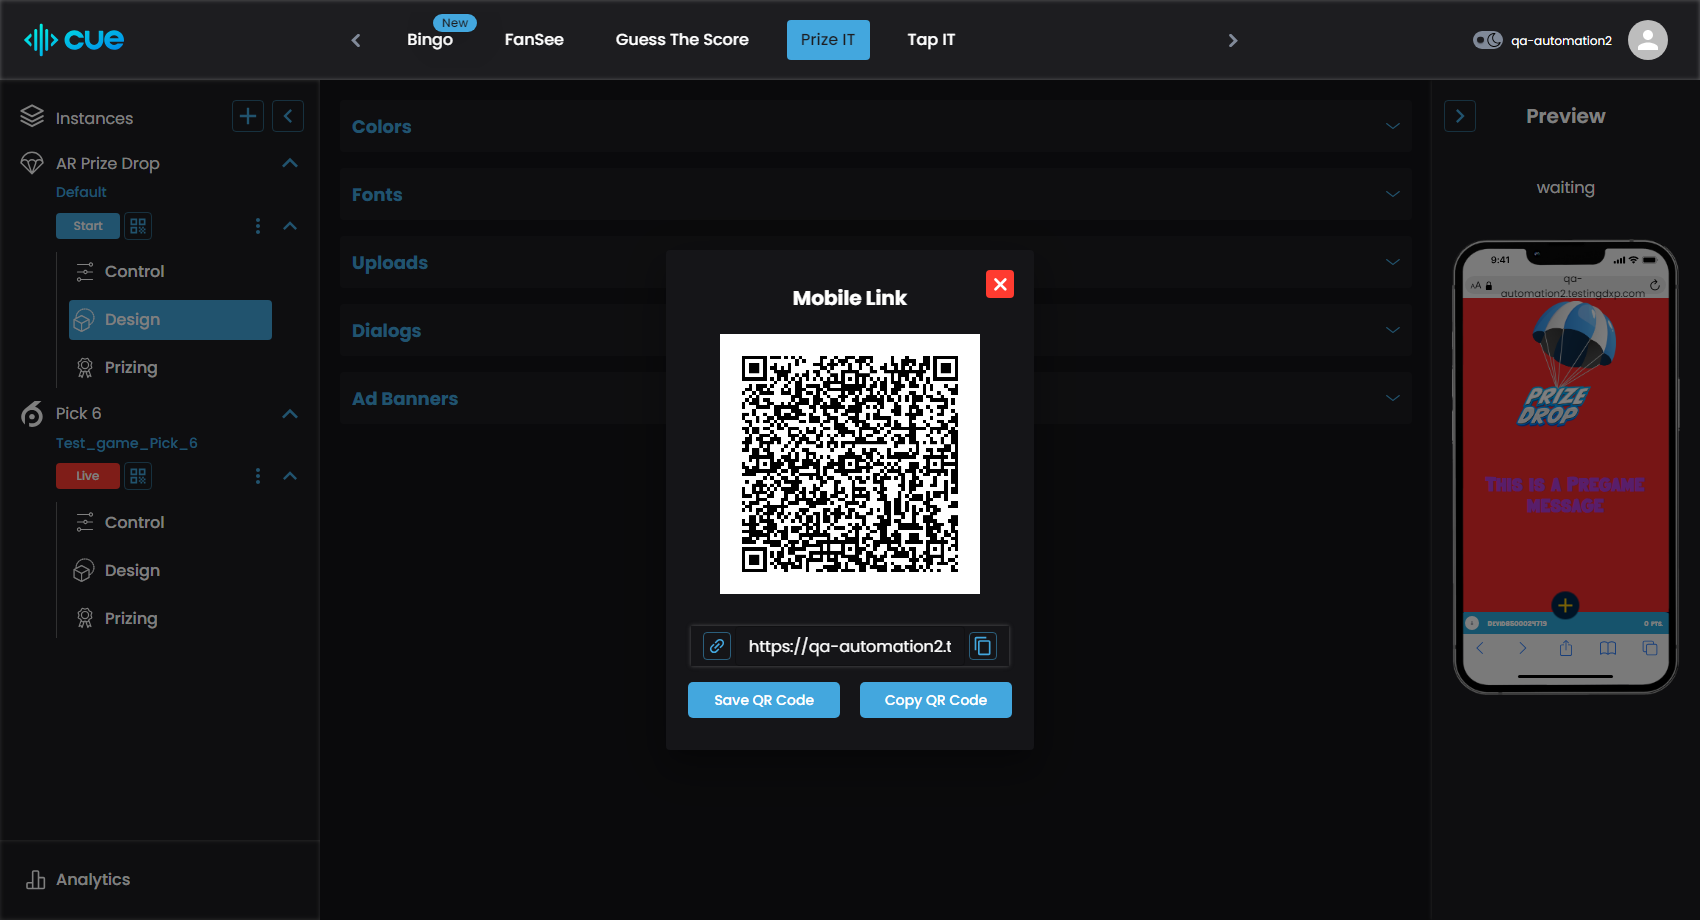 cue
New
Bingo
FanSee
Guess The Score
Prize IT
Tap IT
qa-automation2
Instances
AR Prize Drop
Default
Start
Control
Design
Prizing
Pick 6
Test_game_Pick_6
Live
Control
Design
Prizing
Analytics
Colors
Fonts
Uploads
Dialogs
Ad Banners
Mobile Link
https://qa-automation2.t
Save QR Code
Copy QR Code
Preview
waiting
9:41
AA
qa-
automation2.testingdxp.com
PRIZE
DROP
This is a Pregame
message
0 PTS.